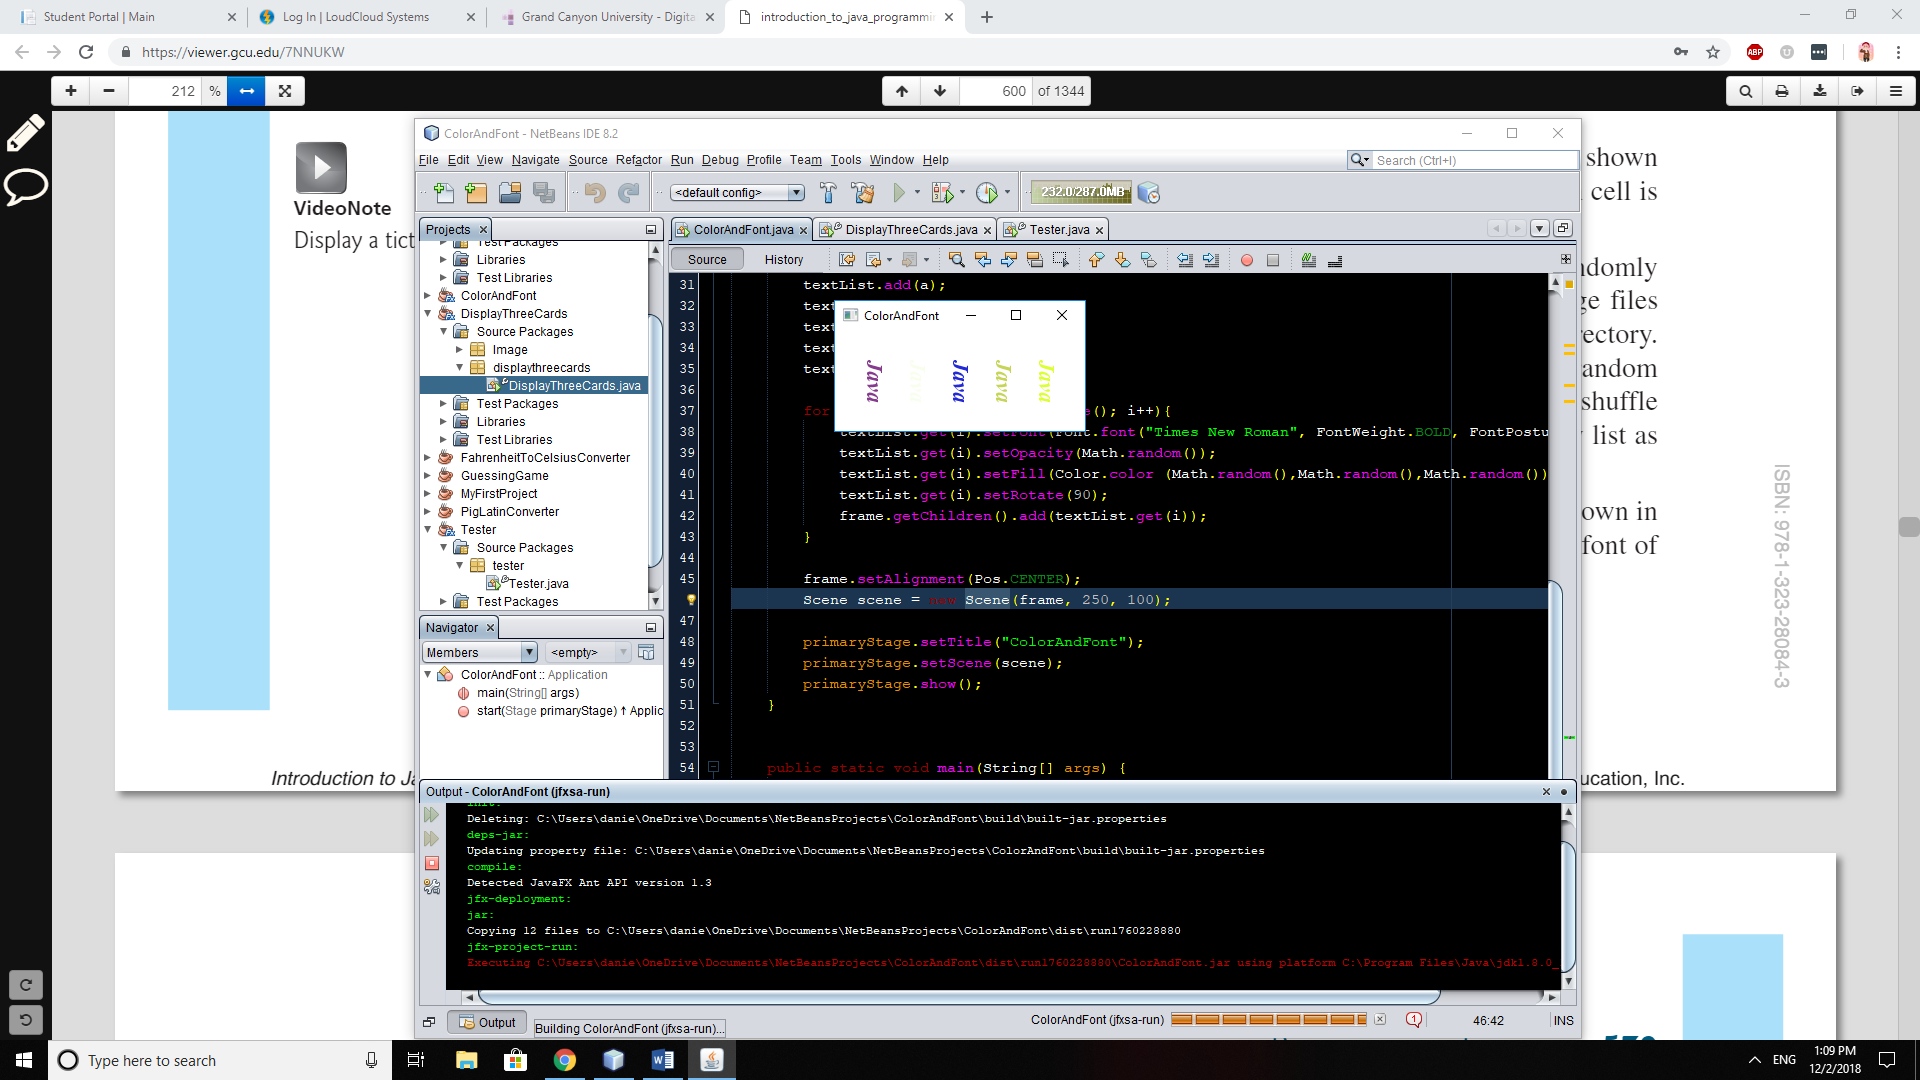 Student Portal | Main
Log In | LoudCloud Systems
Grand Canyon University - Digita
introduction_to_java_programmin
https://viewer.gcu.edu/7NNUKW
ABP
212 %
600 of 1344
VideoNote
Display a tict
shown
cell is
domly
ge files
ectory.
andom
shuffle
list as
own in
font of
ISBN: 978-1-323-28084-3
Introduction to Ja
ucation, Inc.
ColorAndFont - NetBeans IDE 8.2
File Edit View Navigate Source Refactor Run Debug Profile Team Tools Window Help
Search (Ctrl+I)
<default config>
232.0/287.0MB
Projects
Test Packages
Libraries
Test Libraries
ColorAndFont
DisplayThreeCards
Source Packages
Image
displaythreecards
DisplayThreeCards.java
Test Packages
Libraries
Test Libraries
FahrenheitToCelsiusConverter
GuessingGame
MyFirstProject
PigLatinConverter
Tester
Source Packages
tester
Tester.java
Test Packages
Navigator
Members
<empty>
ColorAndFont :: Application
main(String[] args)
start(Stage primaryStage) ↑ Applic
ColorAndFont.java
DisplayThreeCards.java
Tester.java
Source
History
31 textList.add(a);
32 text
33 text
34 text
35 text
36
37 for e(); i++){
38 textList.get(i).setFont(Font.font("Times New Roman", FontWeight.BOLD, FontPostu
39 textList.get(i).setOpacity(Math.random());
40 textList.get(i).setFill(Color.color (Math.random(),Math.random(),Math.random())
41 textList.get(i).setRotate(90);
42 frame.getChildren().add(textList.get(i));
43 }
44
45 frame.setAlignment(Pos.CENTER);
Scene scene = new Scene(frame, 250, 100);
47
48 primaryStage.setTitle("ColorAndFont");
49 primaryStage.setScene(scene);
50 primaryStage.show();
51 }
52
53
54 public static void main(String[] args) {
ColorAndFont
Java
Java
Java
Java
Java
Output - ColorAndFont (jfxsa-run)
init:
Deleting: C:\Users\danie\OneDrive\Documents\NetBeansProjects\ColorAndFont\build\built-jar.properties
deps-jar:
Updating property file: C:\Users\danie\OneDrive\Documents\NetBeansProjects\ColorAndFont\build\built-jar.properties
compile:
Detected JavaFX Ant API version 1.3
jfx-deployment:
jar:
Copying 12 files to C:\Users\danie\OneDrive\Documents\NetBeansProjects\ColorAndFont\dist\run1760228880
jfx-project-run:
Executing C:\Users\danie\OneDrive\Documents\NetBeansProjects\ColorAndFont\dist\run1760228880\ColorAndFont.jar using platform C:\Program Files\Java\jdk1.8.0_
Output
Building ColorAndFont (jfxsa-run)...
ColorAndFont (jfxsa-run)
1
46:42
INS
Type here to search
ENG
1:09 PM
12/2/2018